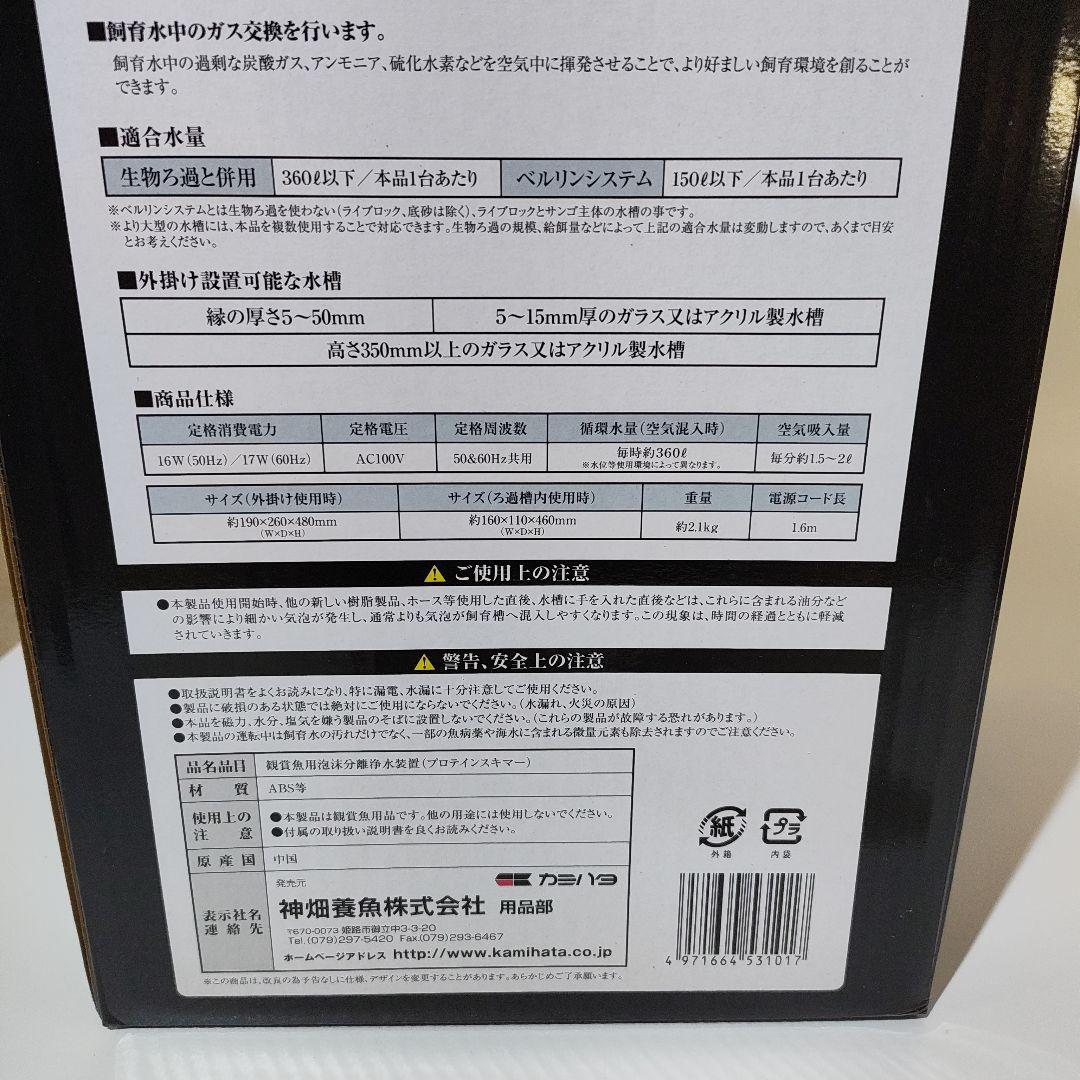 ■飼育水中のガス交換を行います。
飼育水中の過剰な炭酸ガス、アンモニア、硫化水素などを空気中に揮発させることで、より好ましい飼育環境を創ることが
できます。
■適合水量
生物ろ過と併用 360ℓ以下／本品1台あたり ベルリンシステム 150ℓ以下／本品1台あたり
※ベルリンシステムとは生物ろ過を使わない(ライブロック、底砂は除く)、ライブロックとサンゴ主体の水槽の事です。
※より大型の水槽には、本品を複数使用することで対応できます。生物ろ過の規模、給餌量などによって上記の適合水量は変動しますので、あくまで目安
とお考えください。
■外掛け設置可能な水槽
縁の厚さ5〜50mm 5〜15mm厚のガラス又はアクリル製水槽
高さ350mm以上のガラス又はアクリル製水槽
■商品仕様
定格消費電力 定格電圧 定格周波数 循環水量(空気混入時) 空気吸入量
16W(50Hz)／17W(60Hz) AC100V 50&60Hz共用 毎時約360ℓ 毎分約1.5〜2ℓ
※水位等使用環境によって異なります。
サイズ(外掛け使用時) サイズ(ろ過槽内使用時) 重量 電源コード長
約190×260×480mm 約160×110×460mm 約2.1kg 1.6m
(W×D×H) (W×D×H)
ご使用上の注意
●本製品使用開始時、他の新しい樹脂製品、ホース等使用した直後、水槽に手を入れた直後などは、これらに含まれる油分など
の影響により細かい気泡が発生し、通常よりも気泡が飼育槽へ混入しやすくなります。この現象は、時間の経過とともに軽減
されていきます。
警告、安全上の注意
●取扱説明書をよくお読みになり、特に漏電、水漏に十分注意してご使用ください。
●製品に破損のある状態では絶対にご使用にならないでください。(水漏れ、火災の原因)
●本品を磁力、水分、塩気を嫌う製品のそばに設置しないでください。(これらの製品が故障する恐れがあります。)
●本製品の運転中は飼育水の汚れだけでなく、一部の魚病薬や海水に含まれる微量元素も除去されますのでご注意ください。
品名品目 観賞魚用泡沫分離浄水装置(プロテインスキマー)
材質 ABS等
使用上の注意 ●本製品は観賞魚用品です。他の用途には使用しないでください。
●付属の取り扱い説明書を良くお読みください。
原産国 中国
表示社名連絡先 発売元 カミハタ
神畑養魚株式会社 用品部
〒670-0073 姫路市御立中3-3-20
Tel.(079)297-5420 Fax.(079)293-6467
ホームページアドレス http://www.kamihata.co.jp
※この商品は、改良の為予告なしに仕様、デザインを変更することがあります。あらかじめご了承願います。
紙 プラ
外箱 内袋
4 971664 531017